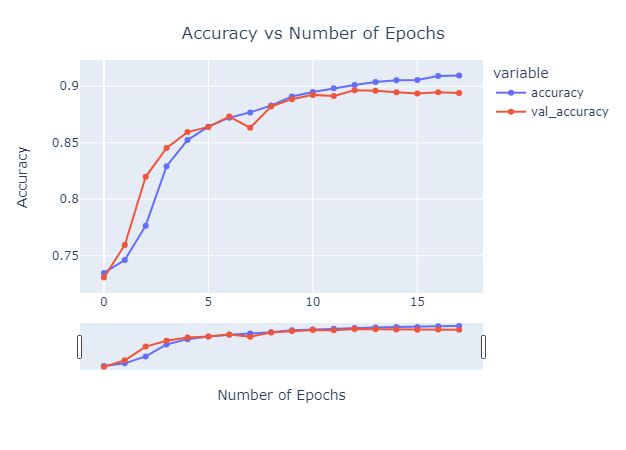 Accuracy vs Number of Epochs
variable
accuracy
val_accuracy
Accuracy
0.9
0.85
0.8
0.75
0
5
10
15
Number of Epochs